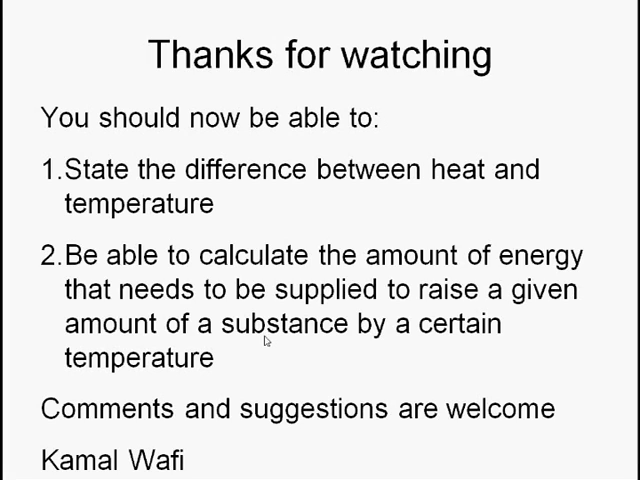 Thanks for watching
You should now be able to:
1.State the difference between heat and
temperature
2.Be able to calculate the amount of energy
that needs to be supplied to raise a given
amount of a substance by a certain
temperature
Comments and suggestions are welcome
Kamal Wafi